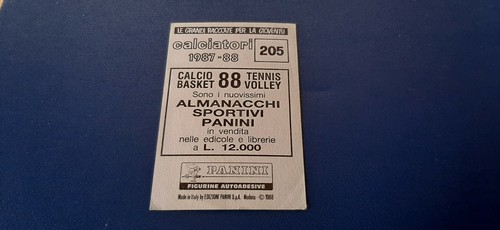 LE GRANDI RACCOLTE PER LA GIOVENTÙ
calciatori 205
1987-88
CALCIO 88 TENNIS
BASKET VOLLEY
Sono i nuovissimi
ALMANACCHI
SPORTIVI
PANINI
in vendita
nelle edicole e librerie
a L. 12.000
PANINI
FIGURINE AUTOADESIVE
Made in Italy by EDIZIONI PANINI S.p.A. Modena © 1988